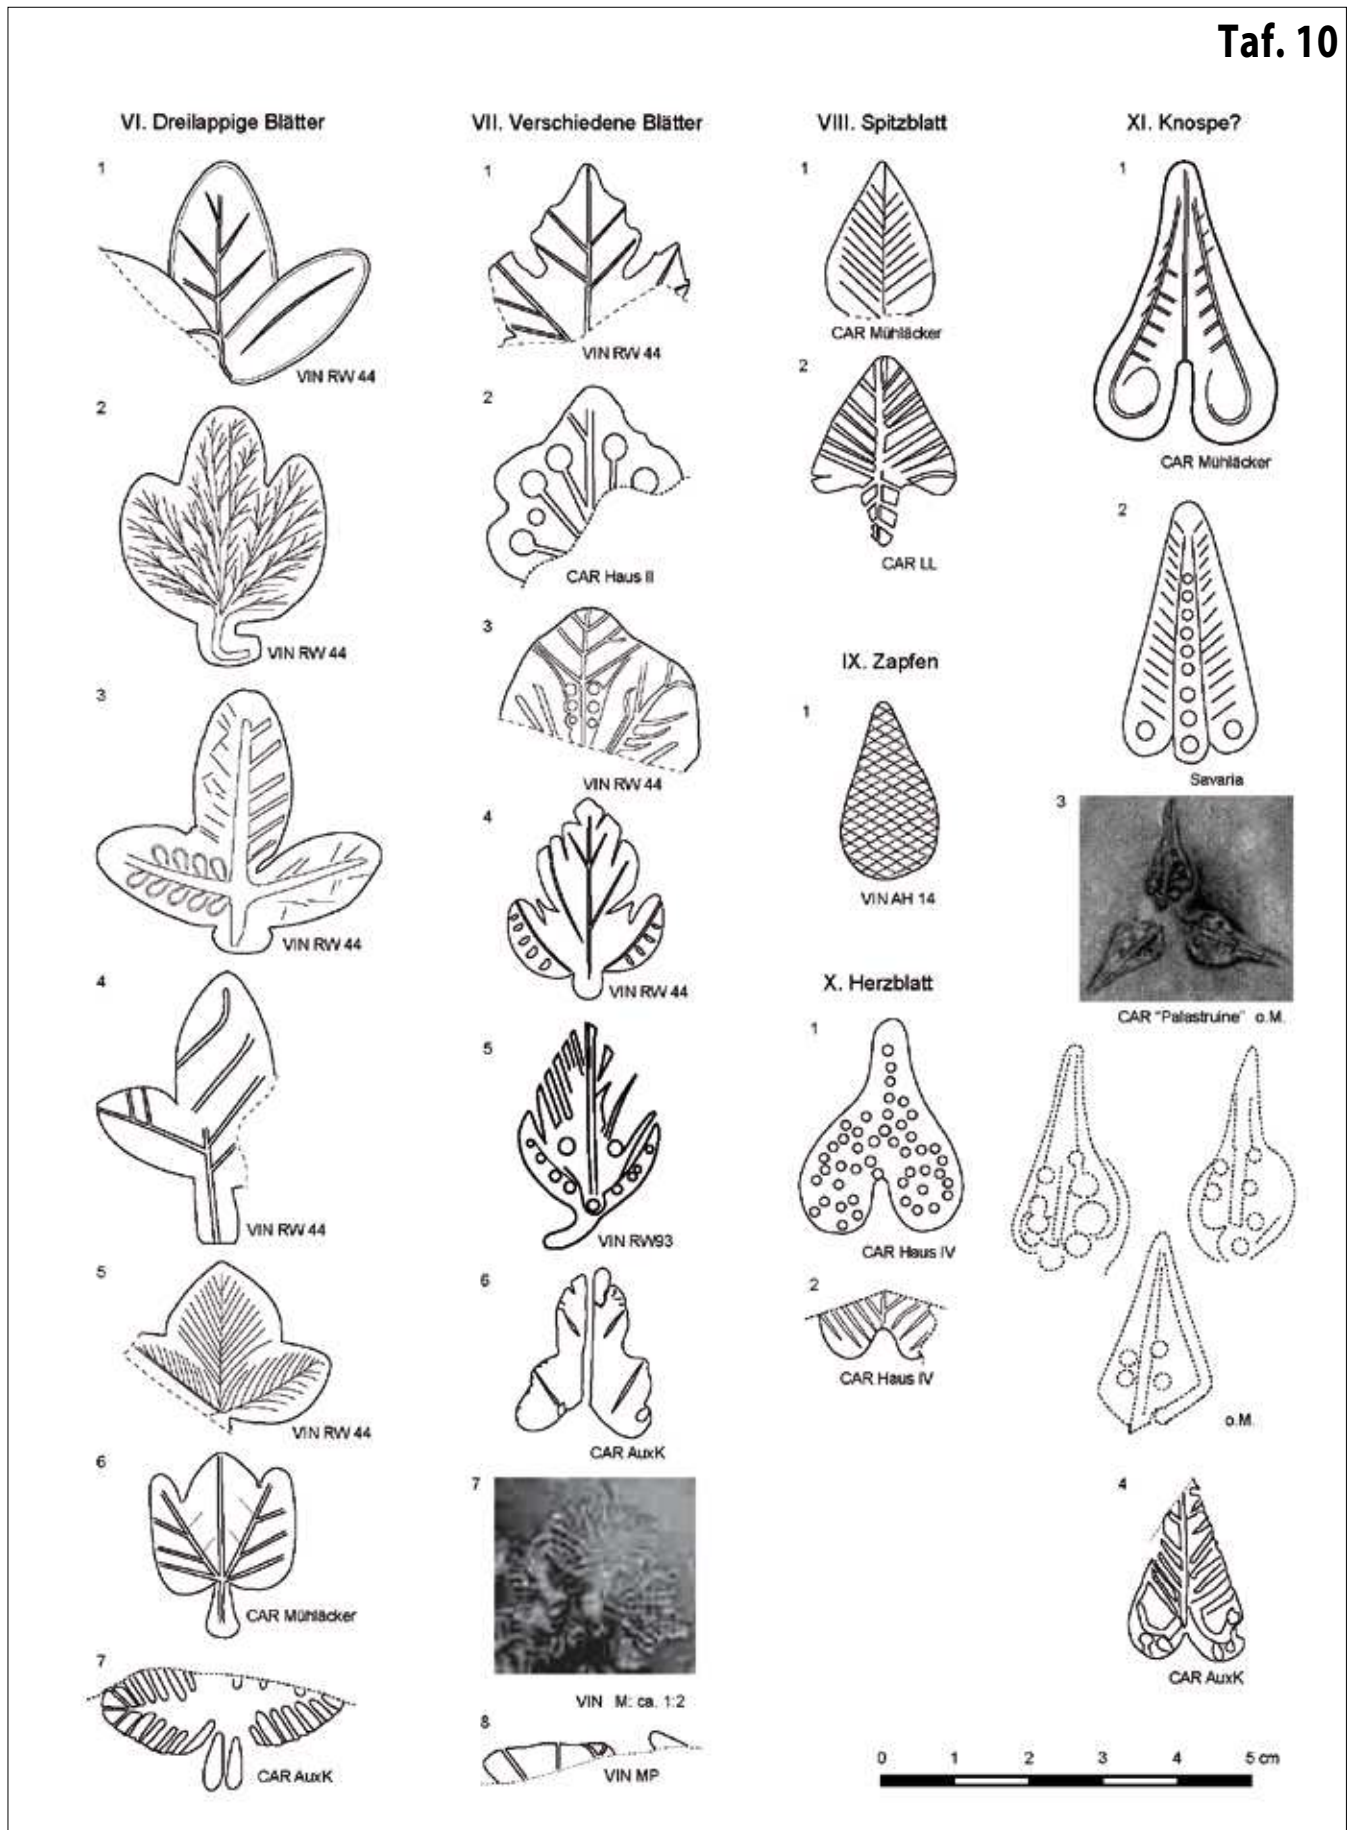 Taf. 10
VI. Dreilappige Blätter
1
VIN RW 44
2
VIN RW 44
3
VIN RW 44
4
VIN RW 44
5
VIN RW 44
6
CAR Mühläcker
7
CAR AuxK
VII. Verschiedene Blätter
1
VIN RW 44
2
CAR Haus II
3
VIN RW 44
4
VIN RW 44
5
VIN RW93
6
CAR AuxK
7
VIN M: ca. 1:2
8
VIN MP
VIII. Spitzblatt
1
CAR Mühläcker
2
CAR LL
IX. Zapfen
1
VIN AH 14
X. Herzblatt
1
CAR Haus IV
2
CAR Haus IV
XI. Knospe?
1
CAR Mühläcker
2
Savaria
3
CAR "Palastruine" o.M.
o.M.
4
CAR AuxK
0 1 2 3 4 5 cm